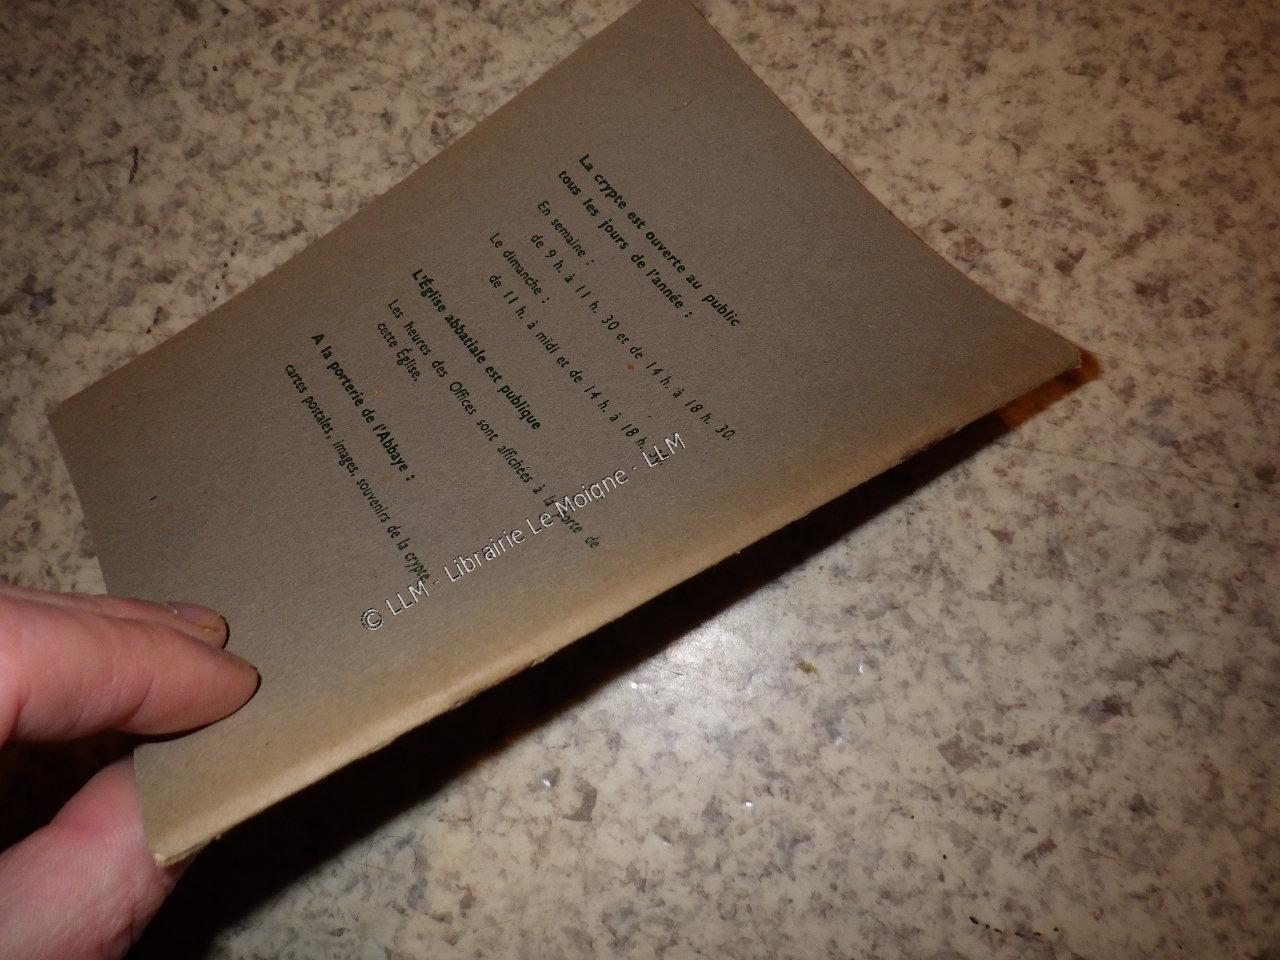 La crypte est ouverte au public
tous les jours de l'année :
En semaine :
de 9 h. à 11 h. 30 et de 14 h. à 18 h. 30.
Le dimanche :
de 11 h. à midi et de 14 h. à 18 h.
L'Église abbatiale est publique
Les heures des Offices sont affichées à la porte de
cette Église.
A la porterie de l'Abbaye :
cartes postales, images, souvenirs de la crypte
© LLM - Librairie Le Moigne - LLM